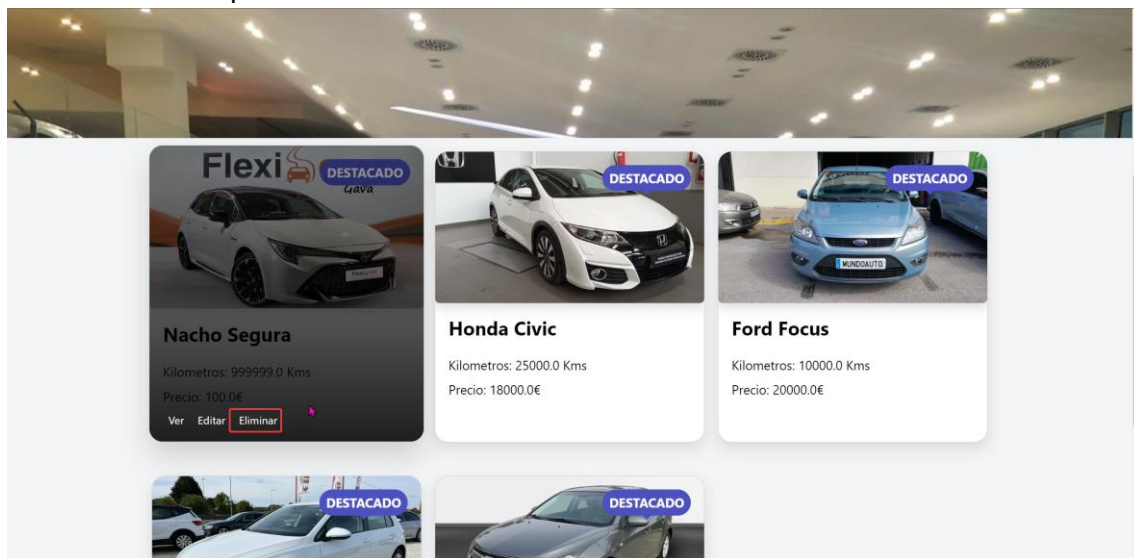 Flexi
DESTACADO
Gavà
Nacho Segura
Kilometros: 999999.0 Kms
Precio: 100.0€
Ver Editar Eliminar
DESTACADO
Honda Civic
Kilometros: 25000.0 Kms
Precio: 18000.0€
DESTACADO
MUNDOAUTO.
Ford Focus
Kilometros: 10000.0 Kms
Precio: 20000.0€
DESTACADO
DESTACADO